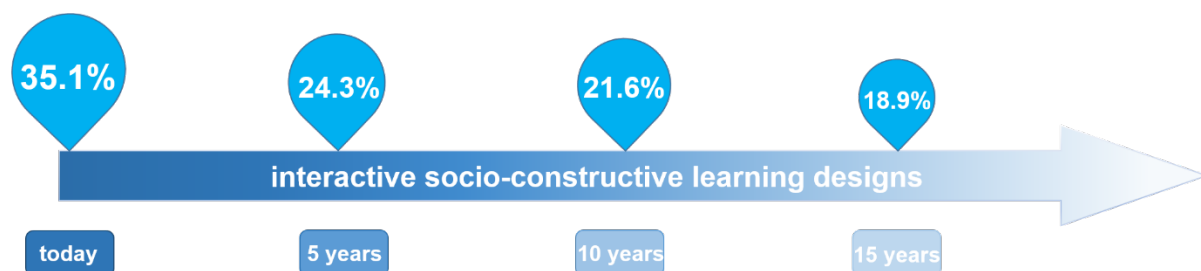 35.1%
24.3%
21.6%
18.9%
interactive socio-constructive learning designs
today
5 years
10 years
15 years